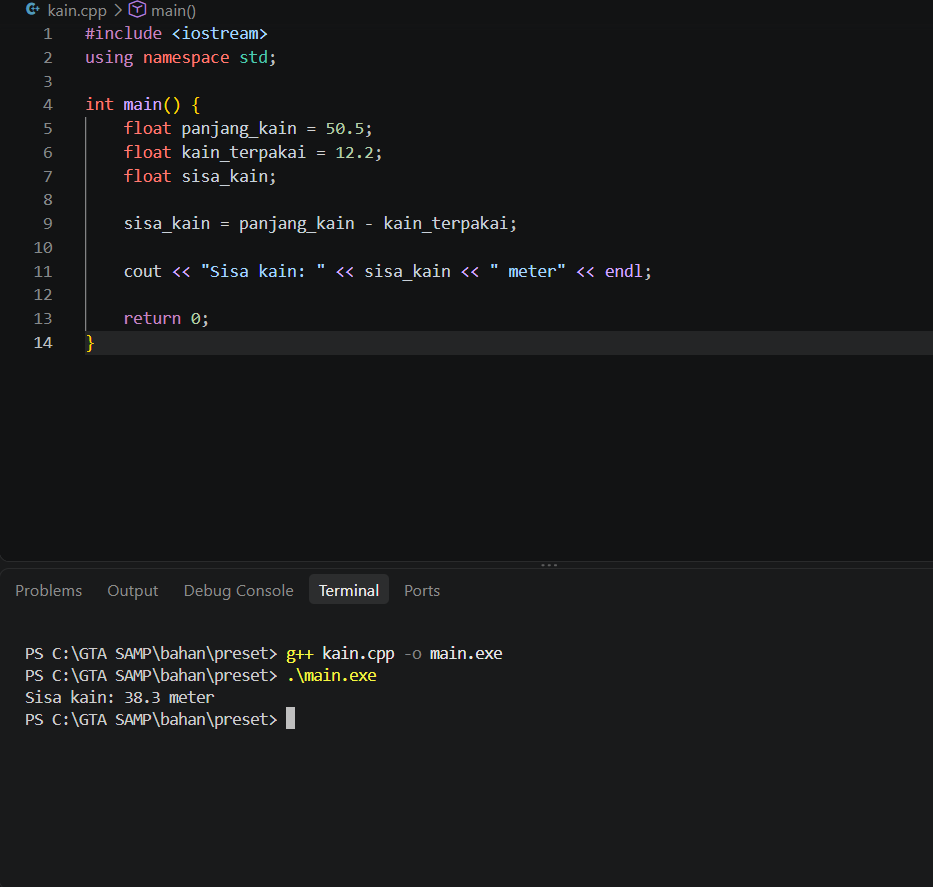 kain.cpp > main()
1 #include <iostream>
2 using namespace std;
3
4 int main() {
5     float panjang_kain = 50.5;
6     float kain_terpakai = 12.2;
7     float sisa_kain;
8
9     sisa_kain = panjang_kain - kain_terpakai;
10
11     cout << "Sisa kain: " << sisa_kain << " meter" << endl;
12
13     return 0;
14 }
Problems Output Debug Console Terminal Ports
PS C:\GTA SAMP\bahan\preset> g++ kain.cpp -o main.exe
PS C:\GTA SAMP\bahan\preset> .\main.exe
Sisa kain: 38.3 meter
PS C:\GTA SAMP\bahan\preset>